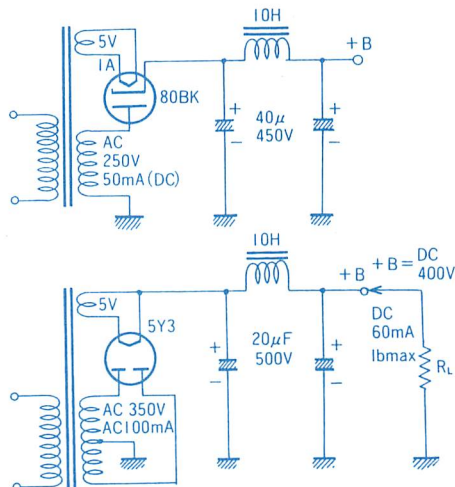 10H
5V
1A
+B
80BK
+
+
40μ
450V
−
−
AC
250V
50mA(DC)
10H
+B
+B=DC
400V
5V
5Y3
DC
60mA
Ibmax
+
+
20μF
500V
−
−
RL
AC 350V
AC100mA